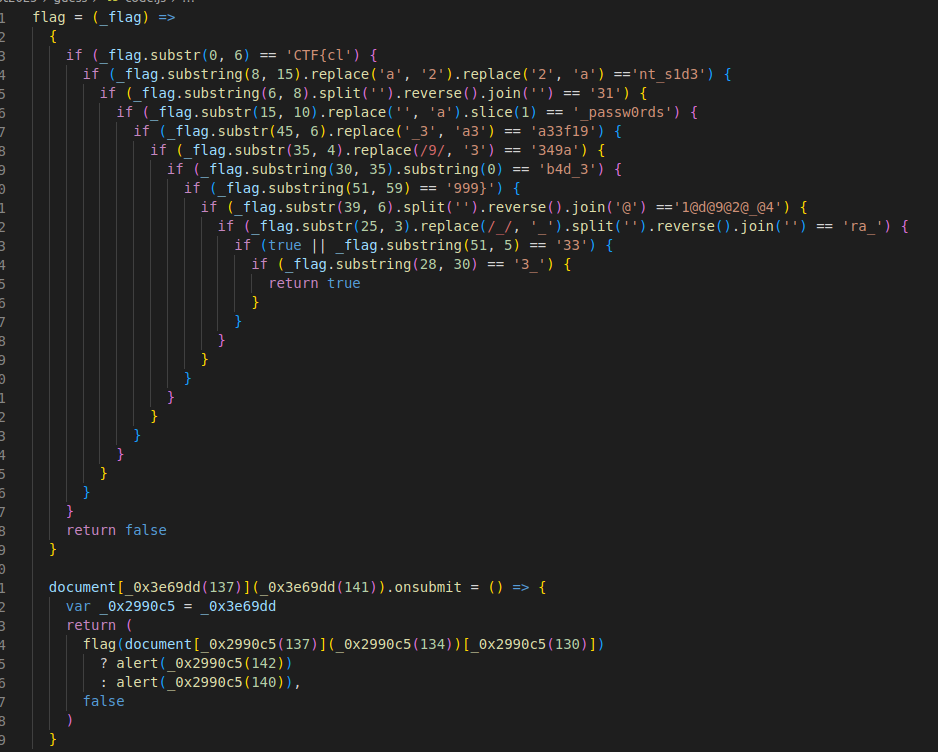 1 flag = (_flag) =>
2 {
3 if (_flag.substr(0, 6) == 'CTF{cl') {
4 if (_flag.substring(8, 15).replace('a', '2').replace('2', 'a') =='nt_s1d3') {
5 if (_flag.substring(6, 8).split('').reverse().join('') == '31') {
6 if (_flag.substr(15, 10).replace('', 'a').slice(1) == '_passw0rds') {
7 if (_flag.substr(45, 6).replace('_3', 'a3') == 'a33f19') {
8 if (_flag.substr(35, 4).replace(/9/, '3') == '349a') {
9 if (_flag.substring(30, 35).substring(0) == 'b4d_3') {
0 if (_flag.substring(51, 59) == '999}') {
1 if (_flag.substr(39, 6).split('').reverse().join('@') =='1@d@9@2@_@4') {
2 if (_flag.substr(25, 3).replace(/_/, '_').split('').reverse().join('') == 'ra_') {
3 if (true || _flag.substring(51, 5) == '33') {
4 if (_flag.substring(28, 30) == '3_') {
5 return true
6 }
7 }
8 }
9 }
0 }
1 }
2 }
3 }
4 }
5 }
6 }
7 }
8 return false
9 }
0
1 document[_0x3e69dd(137)](_0x3e69dd(141)).onsubmit = () => {
2 var _0x2990c5 = _0x3e69dd
3 return (
4 flag(document[_0x2990c5(137)](_0x2990c5(134))[_0x2990c5(130)])
5 ? alert(_0x2990c5(142))
6 : alert(_0x2990c5(140)),
7 false
8 )
9 }